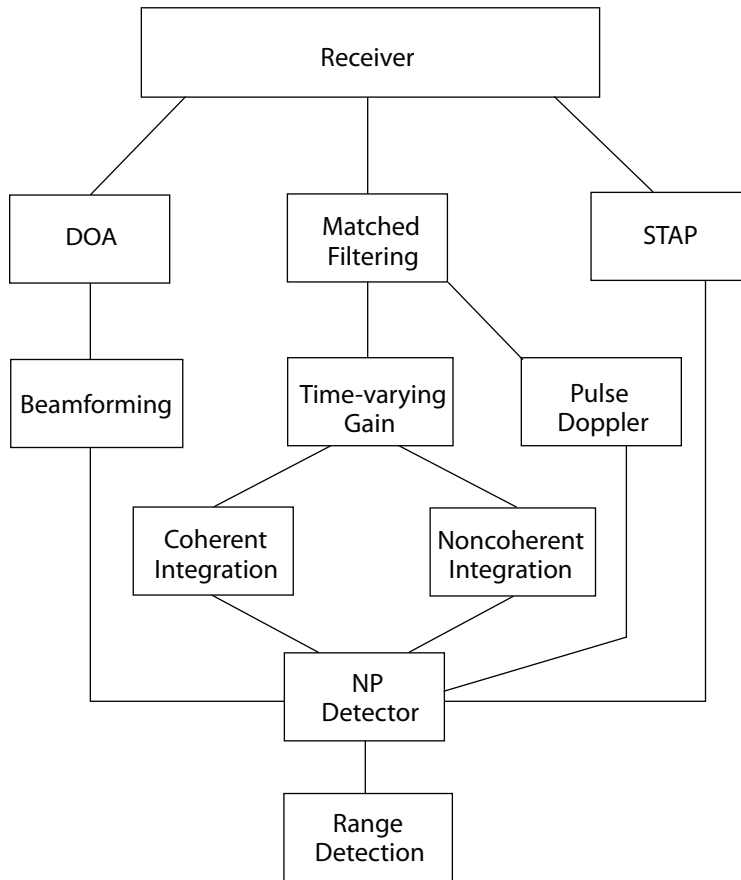 Receiver
DOA
Matched
Filtering
STAP
Beamforming
Time-varying
Gain
Pulse
Doppler
Coherent
Integration
Noncoherent
Integration
NP
Detector
Range
Detection